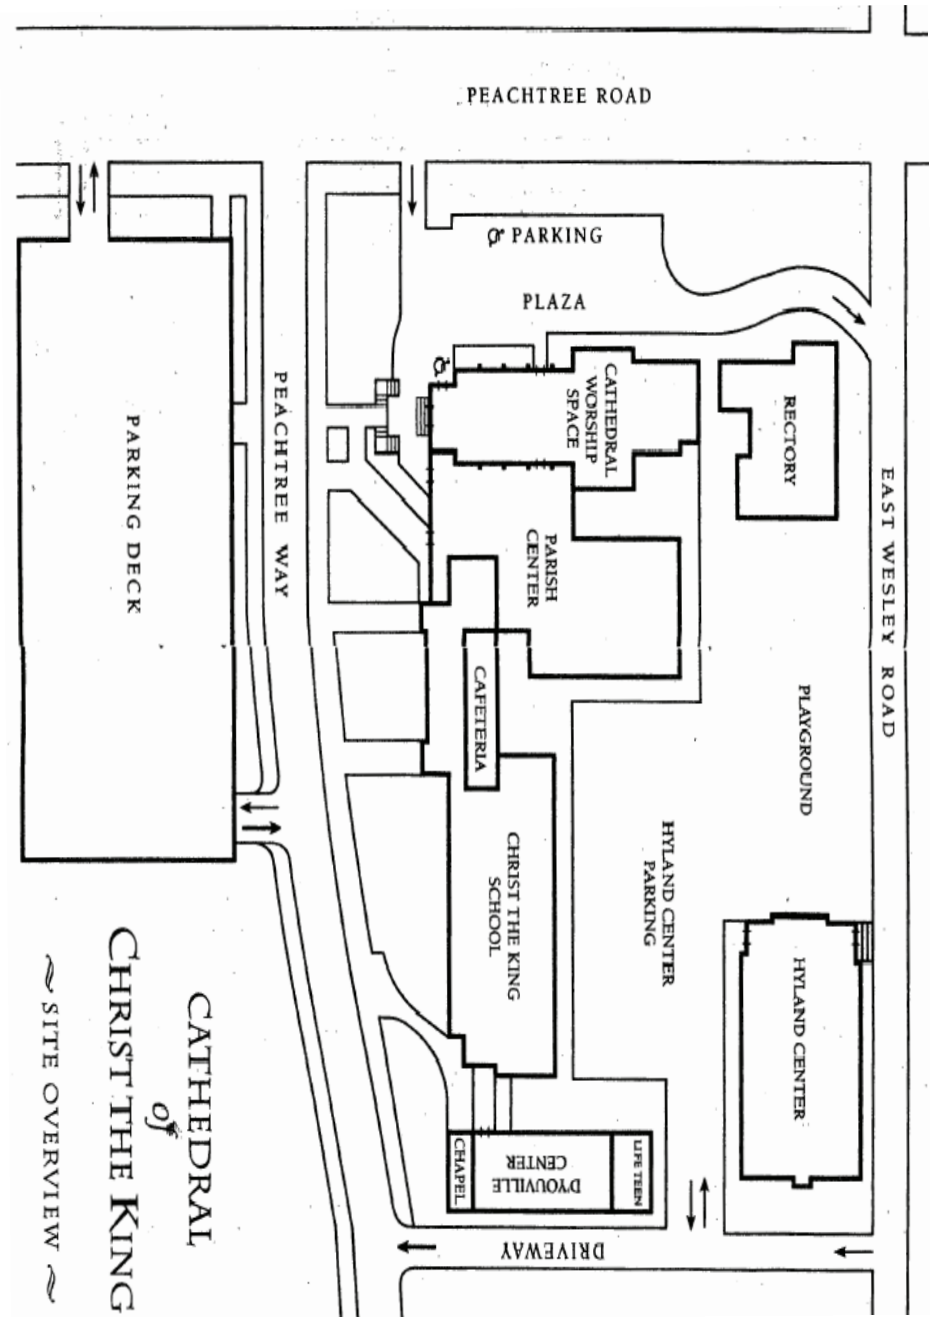 PEACHTREE ROAD
PARKING
PLAZA
CATHEDRAL
WORSHIP
SPACE
RECTORY
PEACHTREE WAY
PARKING DECK
EAST WESLEY ROAD
PARISH
CENTER
CAFETERIA
PLAYGROUND
CHRIST THE KING
SCHOOL
HYLAND CENTER
PARKING
HYLAND CENTER
CHAPEL
D'YOUVILLE
CENTER
LIFE TEEN
DRIVEWAY
CATHEDRAL
of
CHRIST THE KING
~ SITE OVERVIEW ~